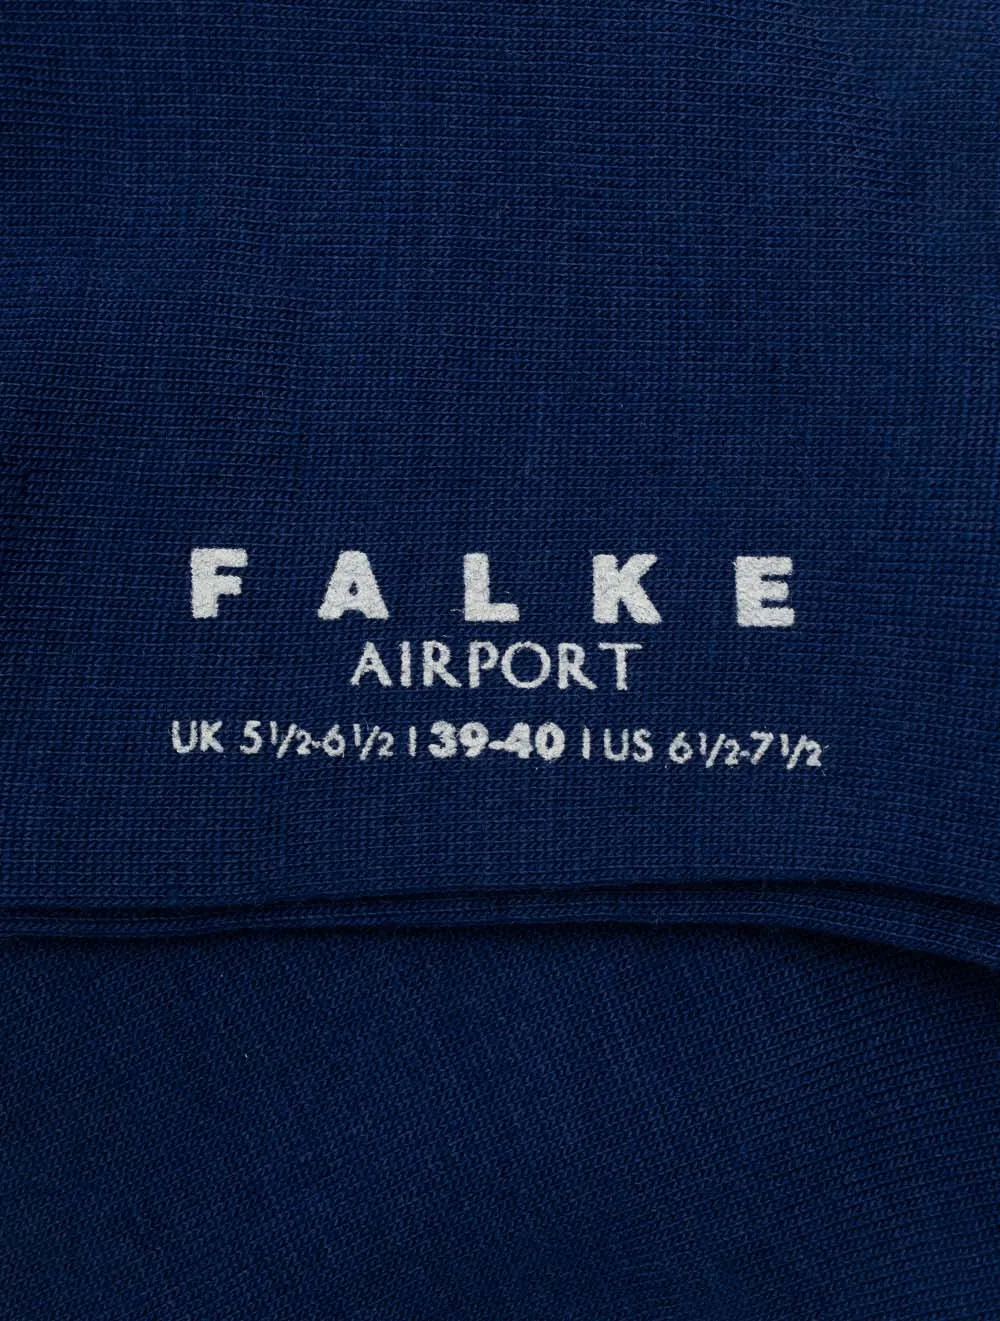 FALKE
AIRPORT
UK 5½-6½ | 39-40 | US 6½-7½